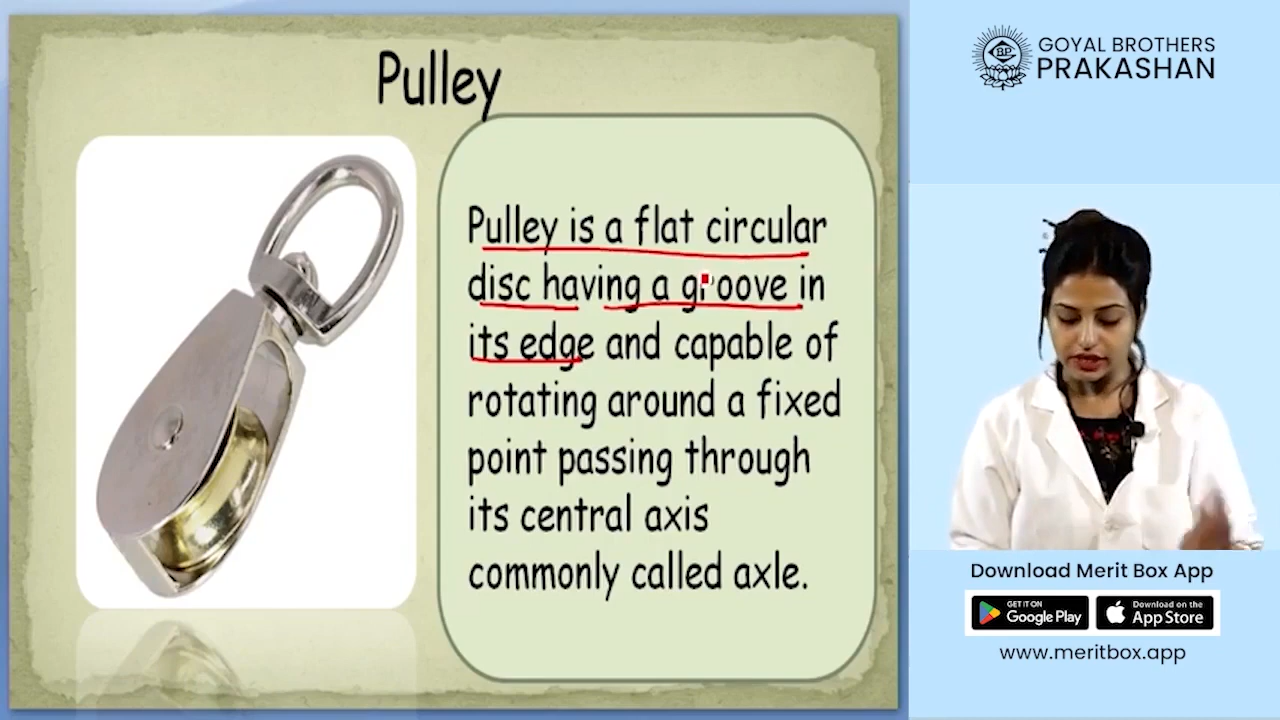 Pulley
Pulley is a flat circular
disc having a groove in
its edge and capable of
rotating around a fixed
point passing through
its central axis
commonly called axle.
BP
GOYAL BROTHERS
PRAKASHAN
Download Merit Box App
GET IT ON
Google Play
Download on the
App Store
www.meritbox.app